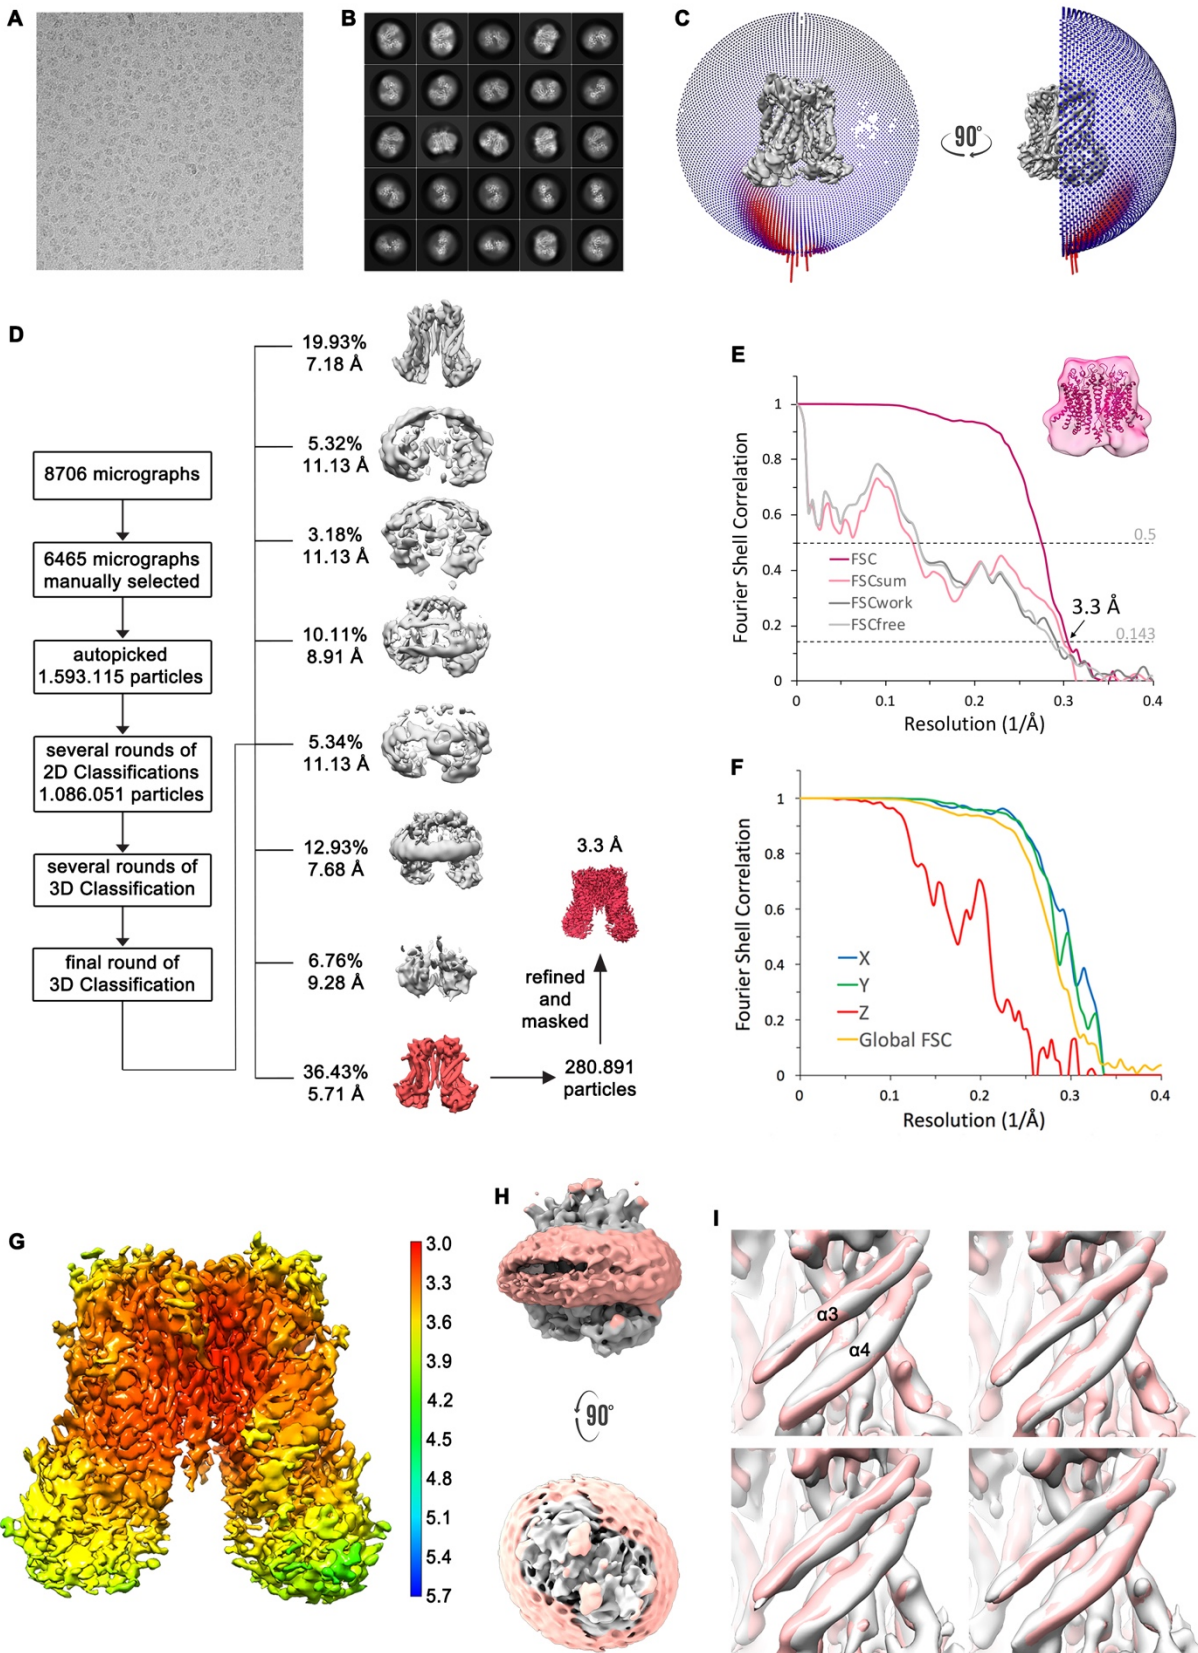 A
B
C
90°
D
8706 micrographs
6465 micrographs
manually selected
autopicked
1.593.115 particles
several rounds of
2D Classifications
1.086.051 particles
several rounds of
3D Classification
final round of
3D Classification
19.93%
7.18 Å
5.32%
11.13 Å
3.18%
11.13 Å
10.11%
8.91 Å
5.34%
11.13 Å
12.93%
7.68 Å
6.76%
9.28 Å
36.43%
5.71 Å
280.891
particles
refined
and
masked
3.3 Å
E
Fourier Shell Correlation
1
0.8
0.6
0.4
0.2
0
0.5
FSC
FSCsum
FSCwork
FSCfree
3.3 Å
0.143
0
0.1
0.2
0.3
0.4
Resolution (1/Å)
F
Fourier Shell Correlation
1
0.8
0.6
0.4
0.2
0
X
Y
Z
Global FSC
0
0.1
0.2
0.3
0.4
Resolution (1/Å)
G
3.0
3.3
3.6
3.9
4.2
4.5
4.8
5.1
5.4
5.7
H
90°
I
α3
α4